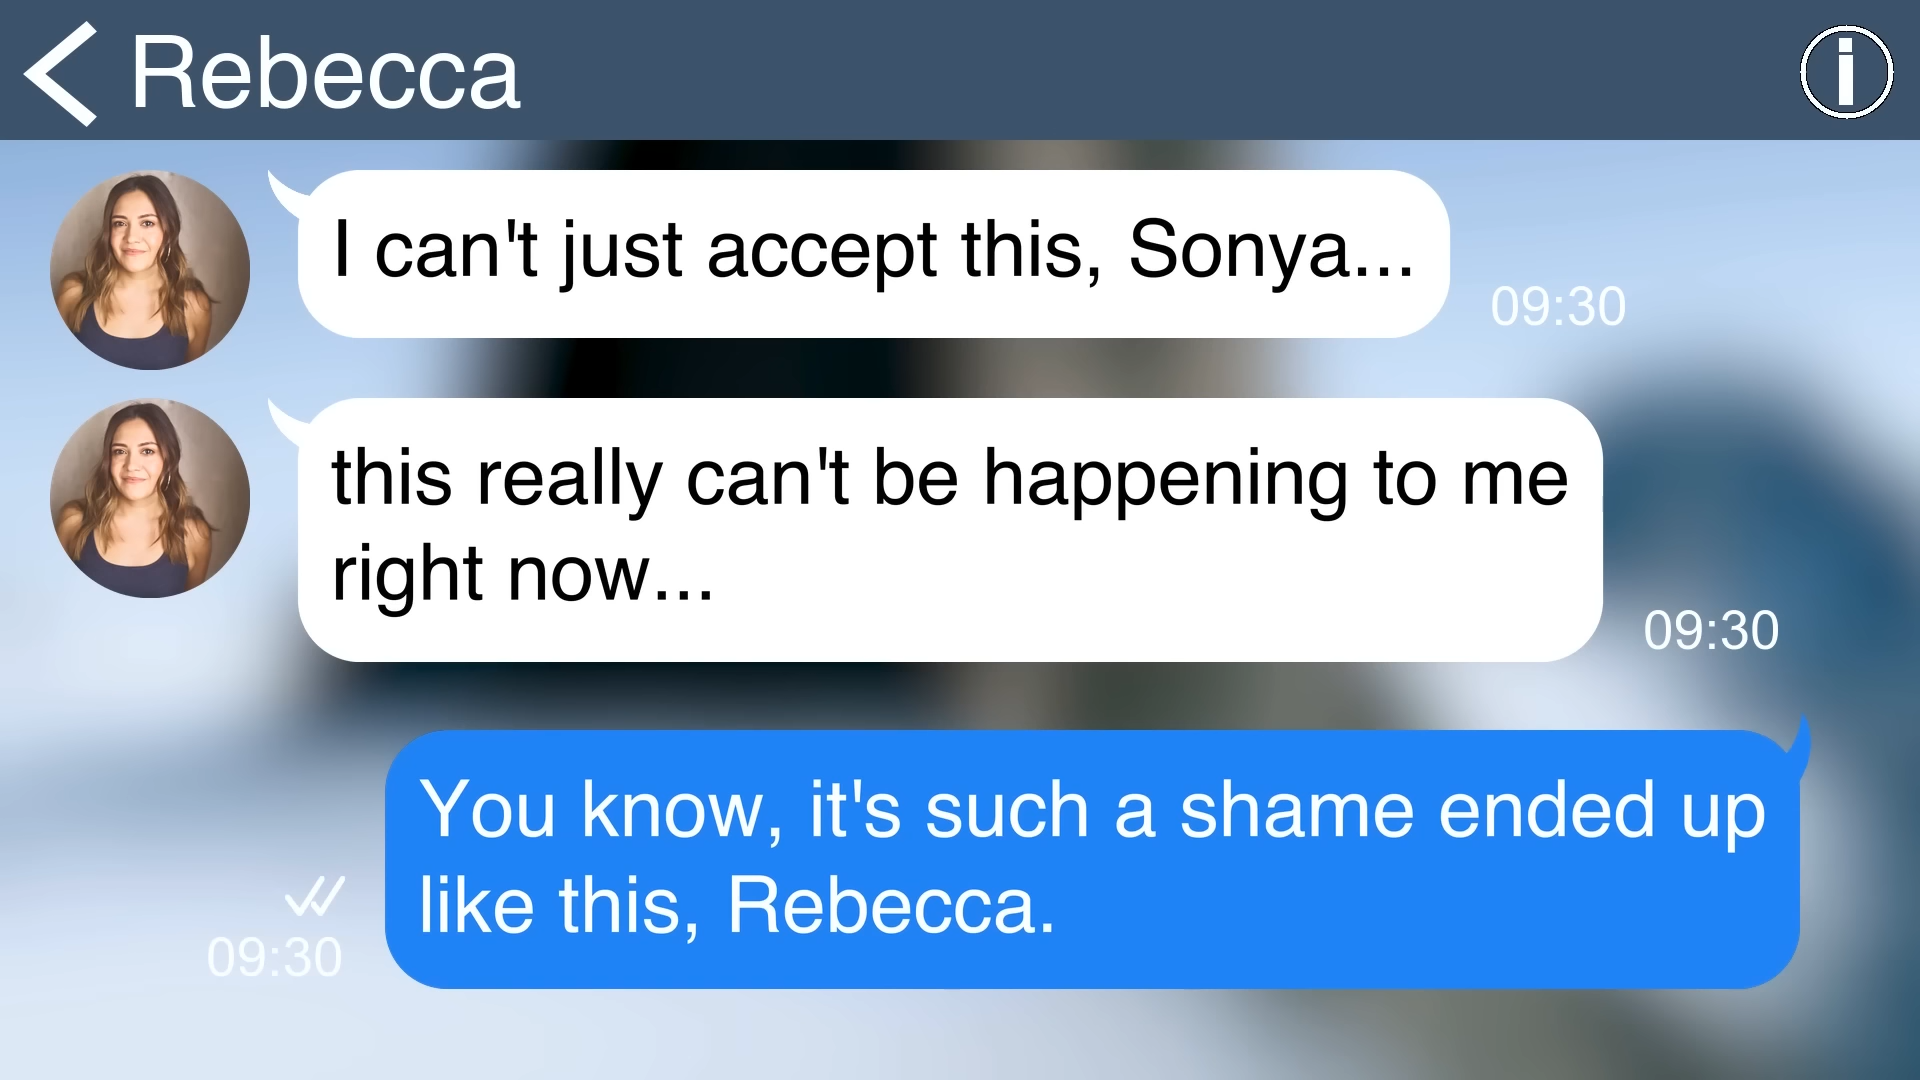 Rebecca
I can't just accept this, Sonya...
09:30
this really can't be happening to me
right now...
09:30
You know, it's such a shame ended up
like this, Rebecca.
09:30